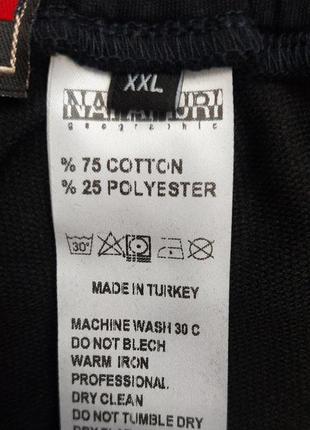 XXL
geographic
% 75 COTTON
% 25 POLYESTER
30°
MADE IN TURKEY
MACHINE WASH 30 C
DO NOT BLECH
WARM IRON
PROFESSIONAL.
DRY CLEAN
DO NOT TUMBLE DRY